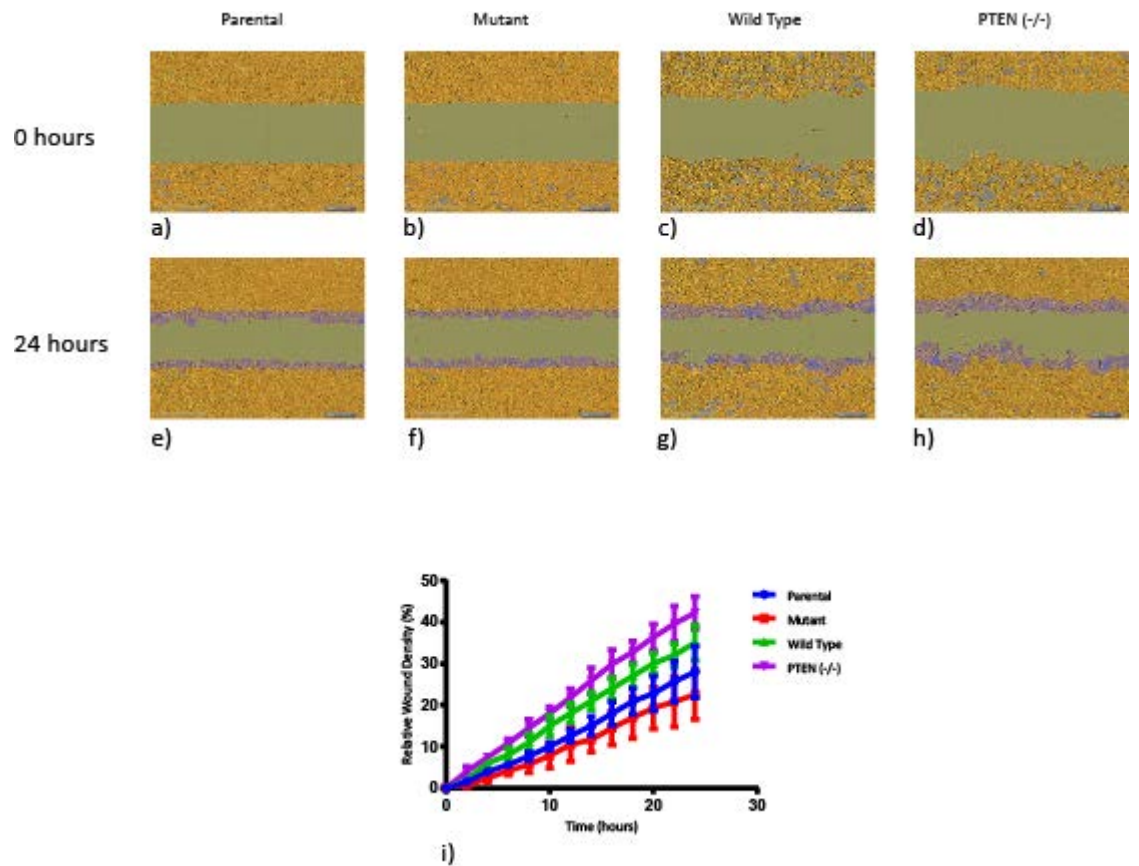 Parental Mutant Wild Type PTEN (-/-)
0 hours
a) b) c) d)
24 hours
e) f) g) h)
50
40
30
20
10
0
Relative Wound Density (%)
0 10 20 30
Time (hours)
Parental
Mutant
Wild Type
PTEN (-/-)
i)